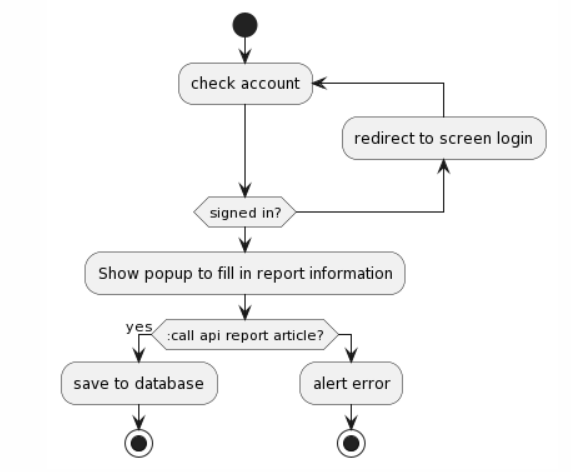 check account
redirect to screen login
signed in?
Show popup to fill in report information
yes
:call api report article?
save to database
alert error